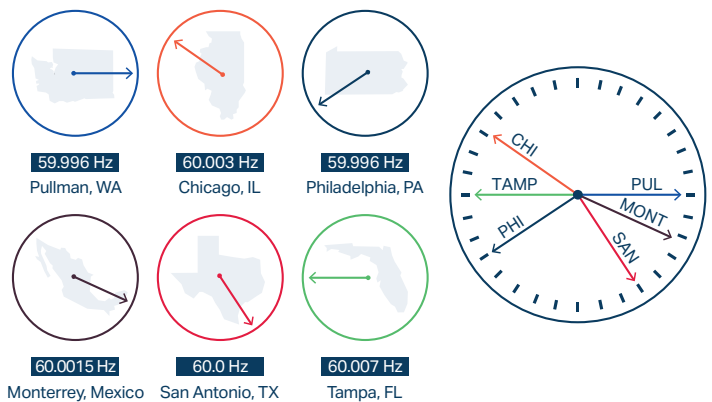 59.996 Hz
Pullman, WA
60.003 Hz
Chicago, IL
59.996 Hz
Philadelphia, PA
60.0015 Hz
Monterrey, Mexico
60.0 Hz
San Antonio, TX
60.007 Hz
Tampa, FL
CHI
TAMP
PUL
MONT
PHI
SAN